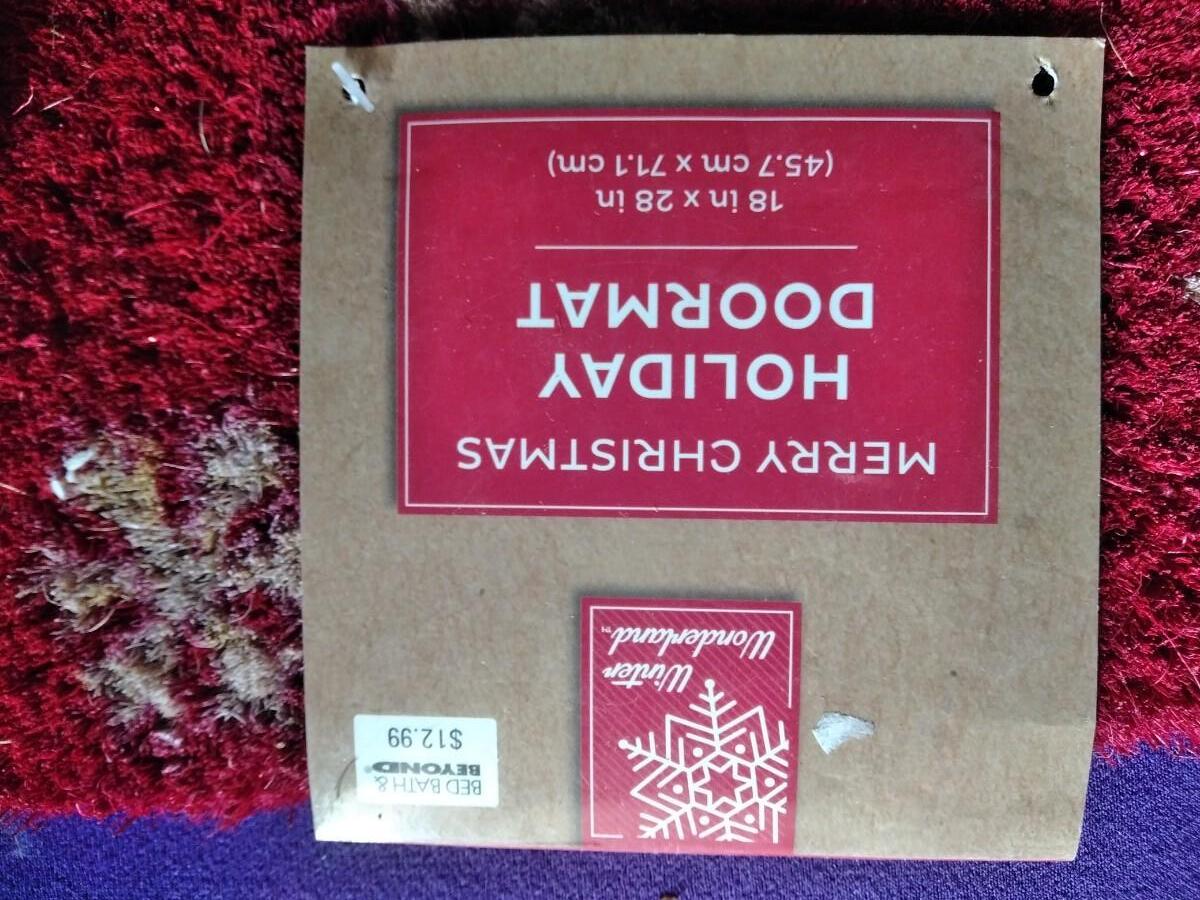 Winter
Wonderland™
BED BATH &
BEYOND®
$12.99
MERRY CHRISTMAS
HOLIDAY
DOORMAT
18 in x 28 in
(45.7 cm x 71.1 cm)